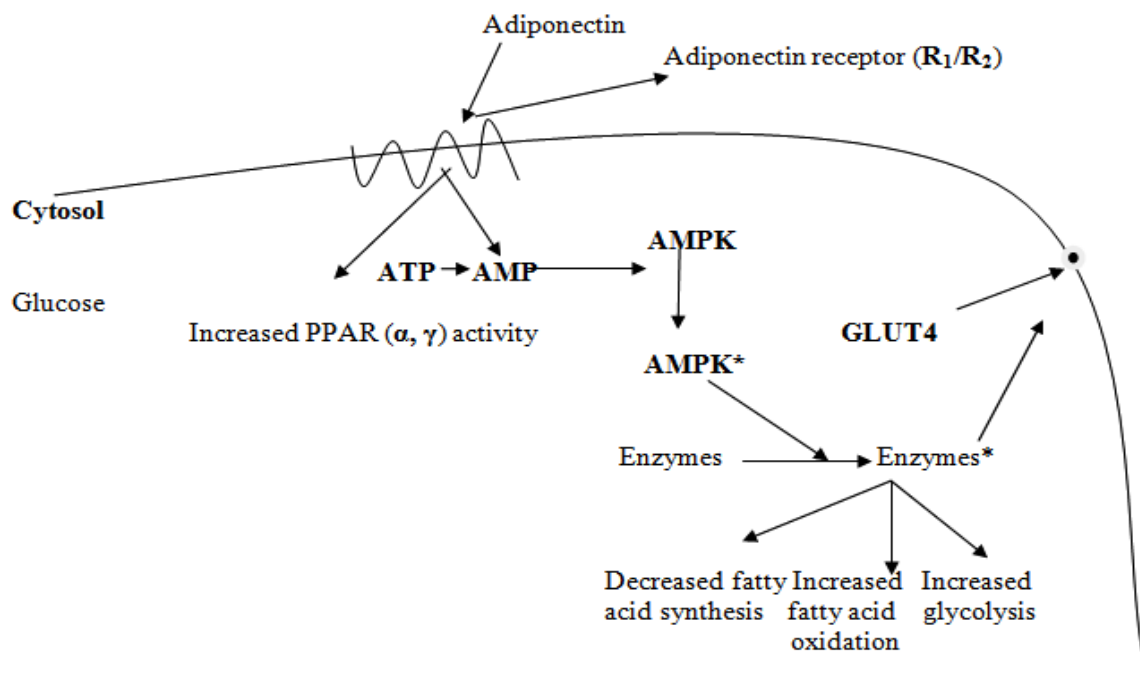 Adiponectin
Adiponectin receptor (R₁/R₂)
Cytosol
AMPK
ATP
AMP
Glucose
Increased PPAR (α, γ) activity
GLUT4
AMPK*
Enzymes
Enzymes*
Decreased fatty
acid synthesis
Increased
fatty acid
oxidation
Increased
glycolysis